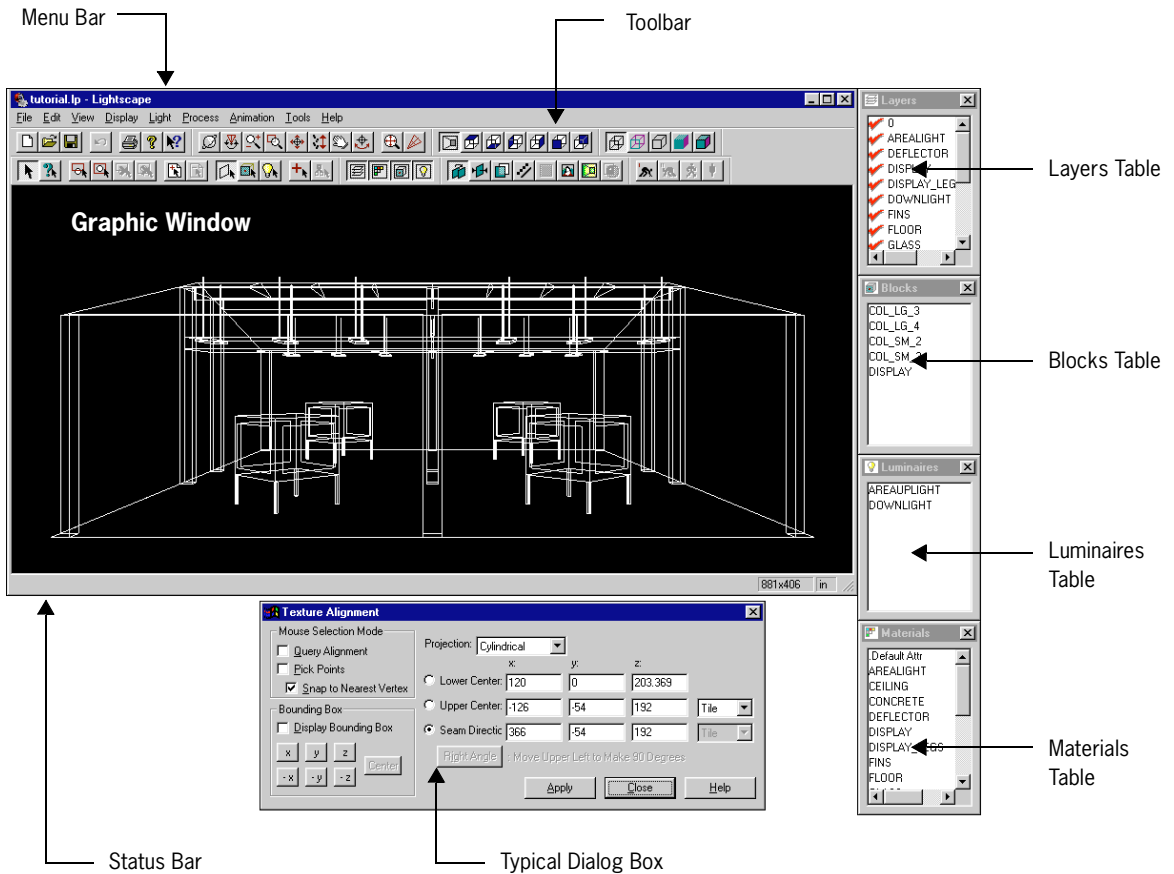 Menu Bar
Toolbar
tutorial.lp - Lightscape
File Edit View Display Light Process Animation Tools Help
Graphic Window
881x406 in
Layers
0
AREALIGHT
DEFLECTOR
DISPLAY
DISPLAY_LEG
DOWNLIGHT
FINS
FLOOR
GLASS
Layers Table
Blocks
COL_LG_3
COL_LG_4
COL_SM_2
DISPLAY
Blocks Table
Luminaires
AREAUPLIGHT
DOWNLIGHT
Luminaires
Table
Materials
.Default Attr
AREALIGHT
CEILING
CONCRETE
DEFLECTOR
DISPLAY
DISPLAY_LEGS
FINS
FLOOR
Materials
Table
Texture Alignment
Mouse Selection Mode
Query Alignment
Pick Points
Snap to Nearest Vertex
Bounding Box
Display Bounding Box
x y z
Center
-x -y -z
Projection: Cylindrical
x: y: z:
Lower Center: 120 0 203.369
Upper Center: -126 -54 192 Tile
Seam Directic 366 -54 192 Tile
Right Angle : Move Upper Left to Make 90 Degrees
Apply Close Help
Status Bar
Typical Dialog Box